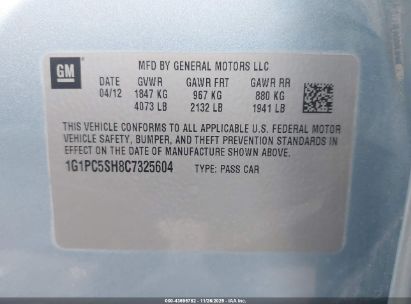 GM
MFD BY GENERAL MOTORS LLC
DATE GVWR GAWR FRT GAWR RR
04/12 1847 KG 967 KG 880 KG
4073 LB 2132 LB 1941 LB
THIS VEHICLE CONFORMS TO ALL APPLICABLE U.S. FEDERAL MOTOR
VEHICLE SAFETY, BUMPER, AND THEFT PREVENTION STANDARDS
IN EFFECT ON THE DATE OF MANUFACTURE SHOWN ABOVE.
1G1PC5SH8C7325604 TYPE: PASS CAR